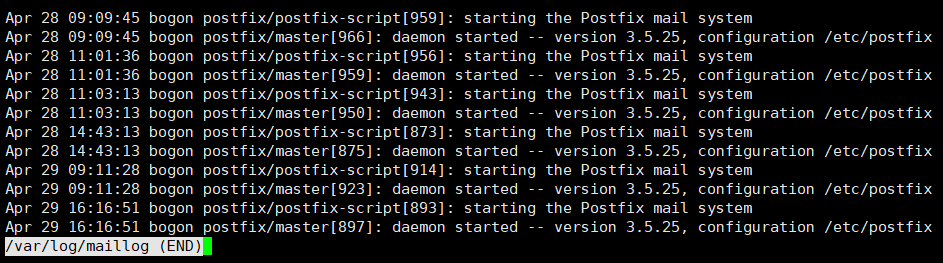 Apr 28 09:09:45 bogon postfix/postfix-script[959]: starting the Postfix mail system
Apr 28 09:09:45 bogon postfix/master[966]: daemon started -- version 3.5.25, configuration /etc/postfix
Apr 28 11:01:36 bogon postfix/postfix-script[956]: starting the Postfix mail system
Apr 28 11:01:36 bogon postfix/master[959]: daemon started -- version 3.5.25, configuration /etc/postfix
Apr 28 11:03:13 bogon postfix/postfix-script[943]: starting the Postfix mail system
Apr 28 11:03:13 bogon postfix/master[950]: daemon started -- version 3.5.25, configuration /etc/postfix
Apr 28 14:43:13 bogon postfix/postfix-script[873]: starting the Postfix mail system
Apr 28 14:43:13 bogon postfix/master[875]: daemon started -- version 3.5.25, configuration /etc/postfix
Apr 29 09:11:28 bogon postfix/postfix-script[914]: starting the Postfix mail system
Apr 29 09:11:28 bogon postfix/master[923]: daemon started -- version 3.5.25, configuration /etc/postfix
Apr 29 16:16:51 bogon postfix/postfix-script[893]: starting the Postfix mail system
Apr 29 16:16:51 bogon postfix/master[897]: daemon started -- version 3.5.25, configuration /etc/postfix
/var/log/maillog (END)